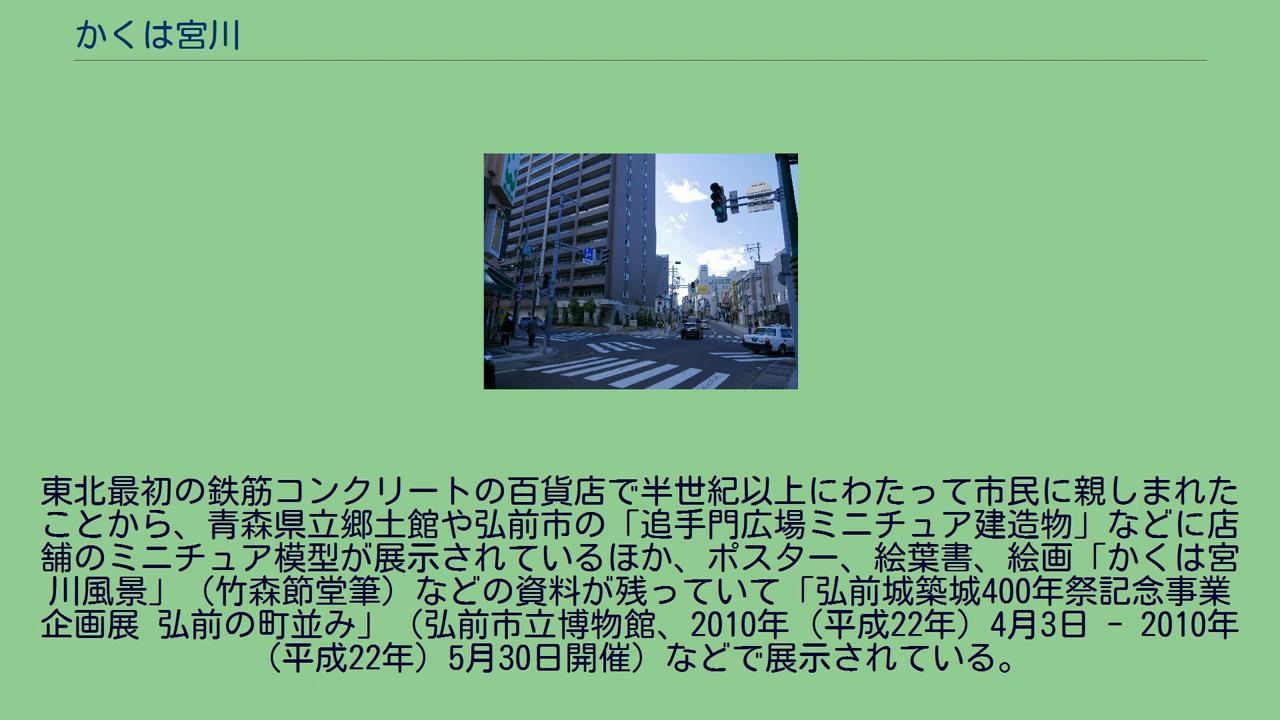 かくは宮川
東北最初の鉄筋コンクリートの百貨店で半世紀以上にわたって市民に親しまれた
ことから、青森県立郷土館や弘前市の「追手門広場ミニチュア建造物」などに店
舗のミニチュア模型が展示されているほか、ポスター、絵葉書、絵画「かくは宮
川風景」（竹森節堂筆）などの資料が残っていて「弘前城築城400年祭記念事業
企画展 弘前の町並み」（弘前市立博物館、2010年（平成22年）4月3日 - 2010年
（平成22年）5月30日開催）などで展示されている。